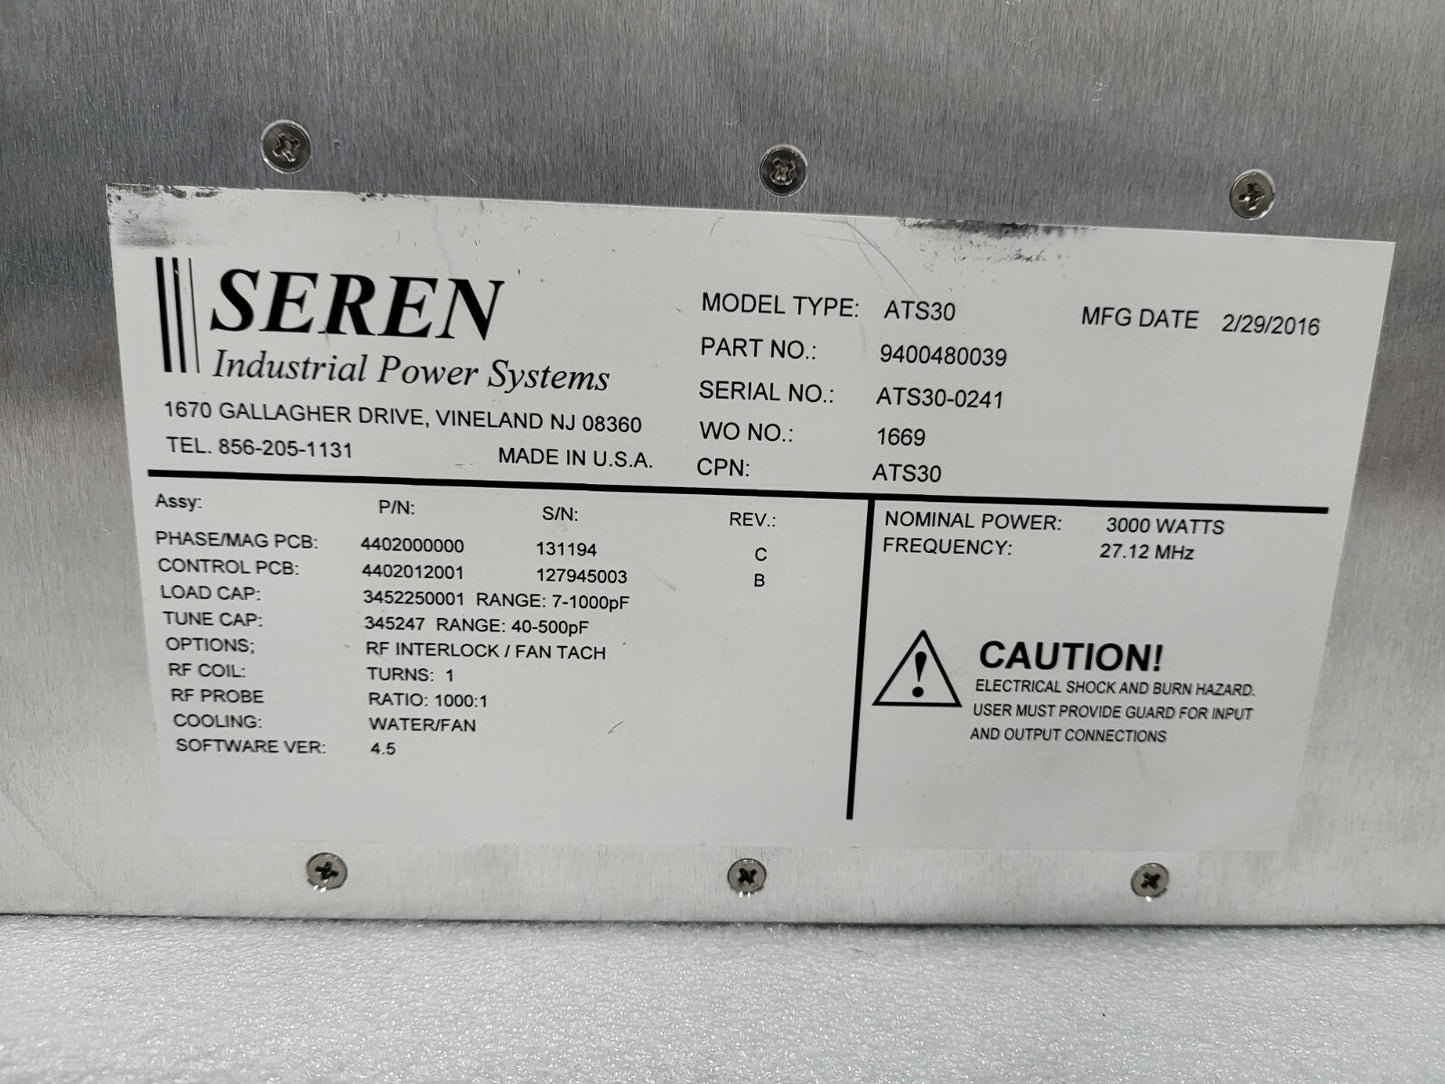 SEREN
Industrial Power Systems
1670 GALLAGHER DRIVE, VINELAND NJ 08360
TEL. 856-205-1131 MADE IN U.S.A.
MODEL TYPE: ATS30 MFG DATE 2/29/2016
PART NO.: 9400480039
SERIAL NO.: ATS30-0241
WO NO.: 1669
CPN: ATS30
Assy: P/N: S/N: REV.:
PHASE/MAG PCB: 4402000000 131194 C
CONTROL PCB: 4402012001 127945003 B
LOAD CAP: 3452250001 RANGE: 7-1000pF
TUNE CAP: 345247 RANGE: 40-500pF
OPTIONS; RF INTERLOCK / FAN TACH
RF COIL: TURNS: 1
RF PROBE RATIO: 1000:1
COOLING: WATER/FAN
SOFTWARE VER: 4.5
NOMINAL POWER: 3000 WATTS
FREQUENCY: 27.12 MHz
CAUTION!
ELECTRICAL SHOCK AND BURN HAZARD.
USER MUST PROVIDE GUARD FOR INPUT
AND OUTPUT CONNECTIONS